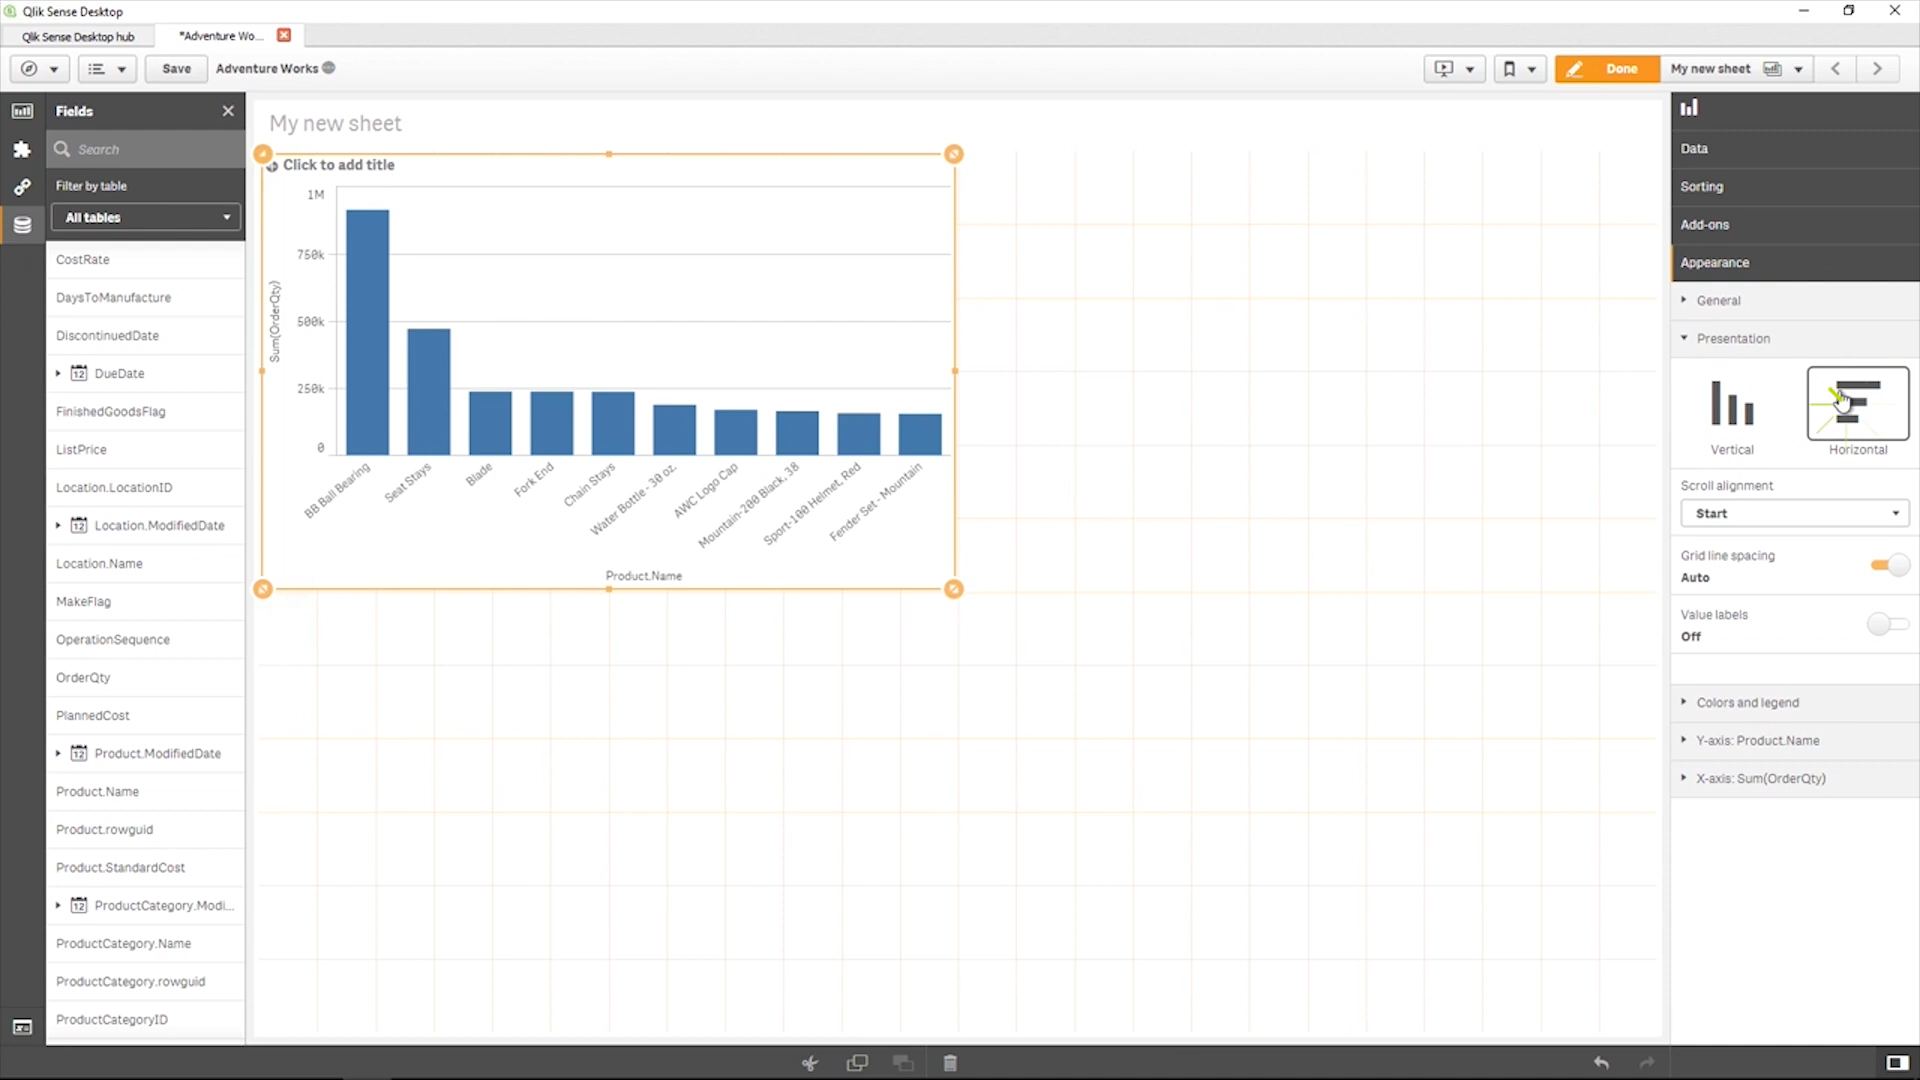 Qlik Sense Desktop
Qlik Sense Desktop hub
*Adventure Wo...
Save
Adventure Works
Done
My new sheet
Fields
Search
Filter by table
All tables
CostRate
DaysToManufacture
DiscontinuedDate
12 DueDate
FinishedGoodsFlag
ListPrice
Location.LocationID
12 Location.ModifiedDate
Location.Name
MakeFlag
OperationSequence
OrderQty
PlannedCost
12 Product.ModifiedDate
Product.Name
Product.rowguid
Product.StandardCost
12 ProductCategory.Modi...
ProductCategory.Name
ProductCategory.rowguid
ProductCategoryID
My new sheet
Click to add title
1M
750k
500k
250k
0
Sum(OrderQty)
BB Ball Bearing
Seat Stays
Blade
Fork End
Chain Stays
Water Bottle - 30 oz.
AWC Logo Cap
Mountain-200 Black, 38
Sport-100 Helmet, Red
Fender Set - Mountain
Product.Name
Data
Sorting
Add-ons
Appearance
General
Presentation
Vertical
Horizontal
Scroll alignment
Start
Grid line spacing
Auto
Value labels
Off
Colors and legend
Y-axis: Product.Name
X-axis: Sum(OrderQty)